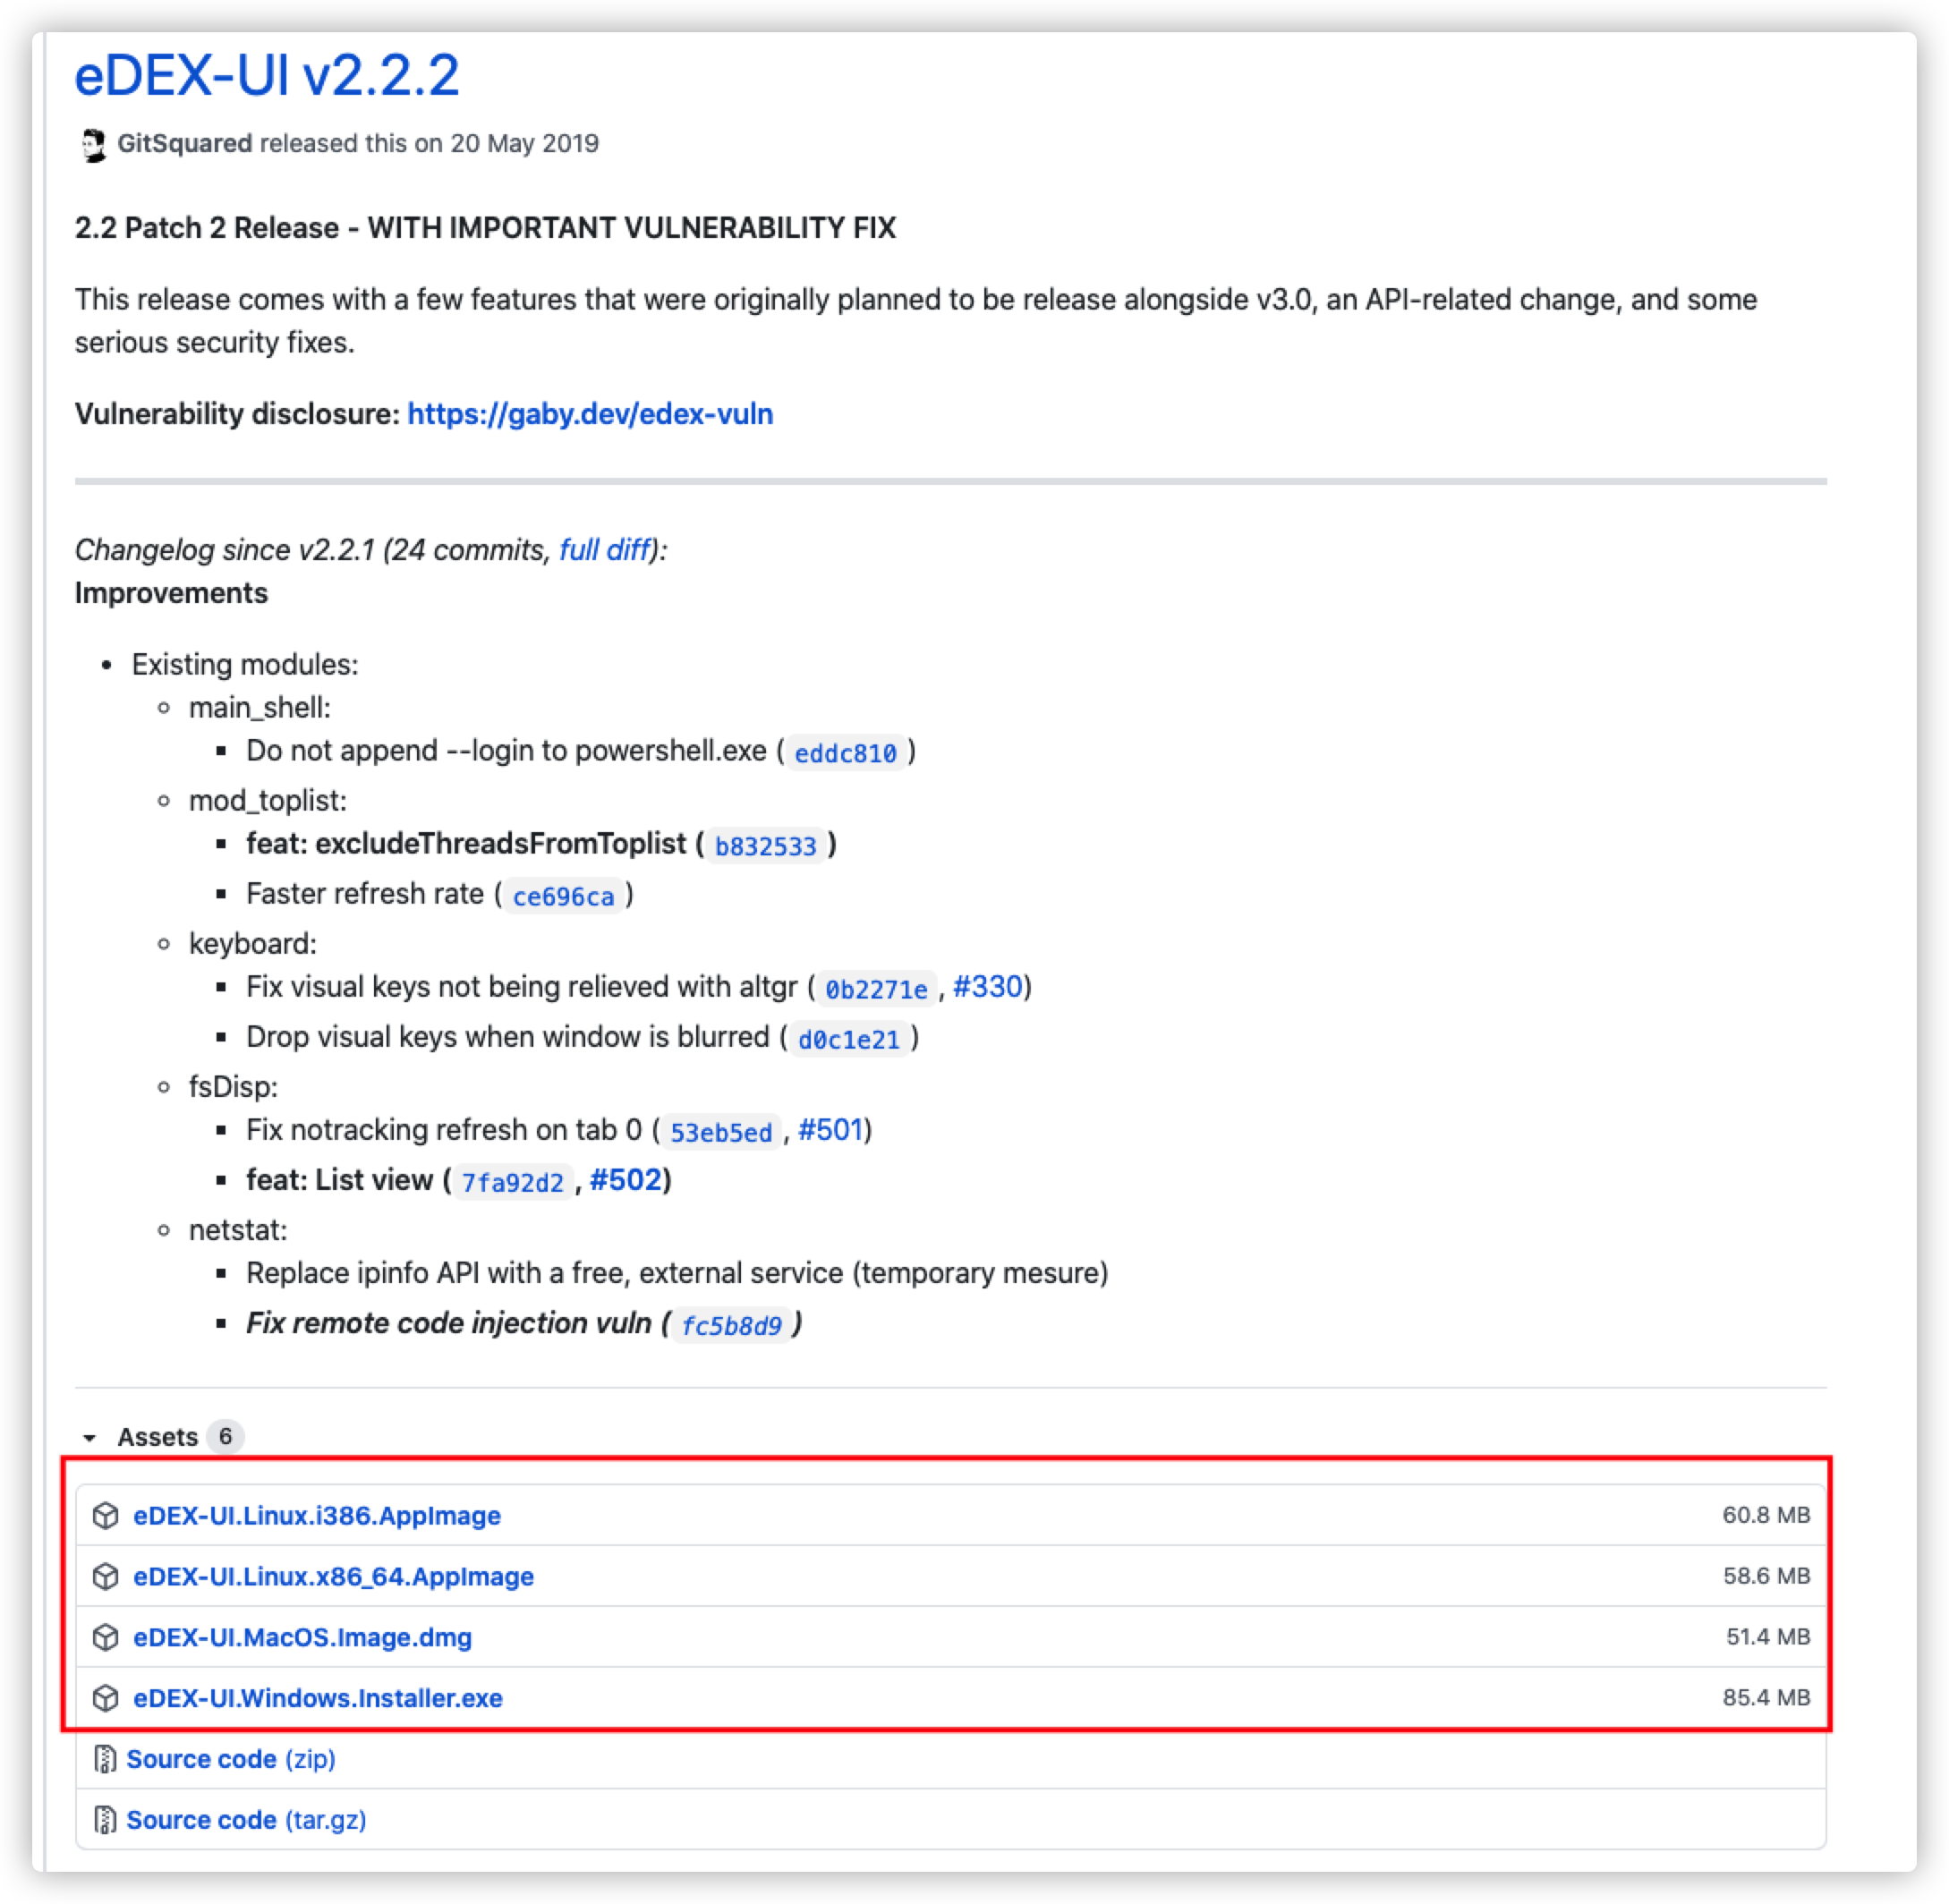 eDEX-UI v2.2.2
GitSquared released this on 20 May 2019
2.2 Patch 2 Release - WITH IMPORTANT VULNERABILITY FIX
This release comes with a few features that were originally planned to be release alongside v3.0, an API-related change, and some
serious security fixes.
Vulnerability disclosure: https://gaby.dev/edex-vuln
Changelog since v2.2.1 (24 commits, full diff):
Improvements
• Existing modules:
◦ main_shell:
▪ Do not append --login to powershell.exe ( eddc810 )
◦ mod_toplist:
▪ feat: excludeThreadsFromToplist ( b832533 )
▪ Faster refresh rate ( ce696ca )
◦ keyboard:
▪ Fix visual keys not being relieved with altgr ( 0b2271e , #330)
▪ Drop visual keys when window is blurred ( d0c1e21 )
◦ fsDisp:
▪ Fix notracking refresh on tab 0 ( 53eb5ed , #501)
▪ feat: List view ( 7fa92d2 , #502)
◦ netstat:
▪ Replace ipinfo API with a free, external service (temporary mesure)
▪ Fix remote code injection vuln ( fc5b8d9 )
Assets 6
eDEX-UI.Linux.i386.AppImage 60.8 MB
eDEX-UI.Linux.x86_64.AppImage 58.6 MB
eDEX-UI.MacOS.Image.dmg 51.4 MB
eDEX-UI.Windows.Installer.exe 85.4 MB
Source code (zip)
Source code (tar.gz)